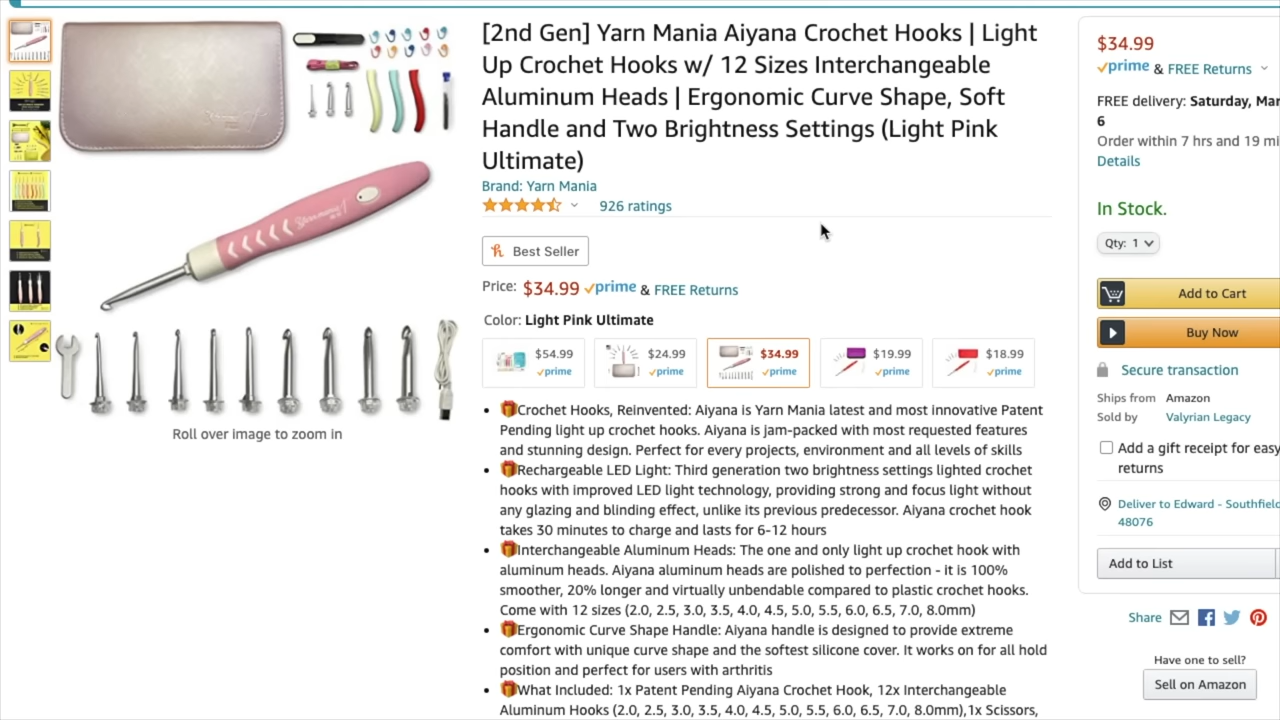 [2nd Gen] Yarn Mania Aiyana Crochet Hooks | Light
Up Crochet Hooks w/ 12 Sizes Interchangeable
Aluminum Heads | Ergonomic Curve Shape, Soft
Handle and Two Brightness Settings (Light Pink
Ultimate)
Brand: Yarn Mania
926 ratings
Best Seller
Price: $34.99 prime & FREE Returns
Color: Light Pink Ultimate
$54.99 prime
$24.99 prime
$34.99 prime
$19.99 prime
$18.99 prime
Crochet Hooks, Reinvented: Aiyana is Yarn Mania latest and most innovative Patent
Pending light up crochet hooks. Aiyana is jam-packed with most requested features
and stunning design. Perfect for every projects, environment and all levels of skills
Rechargeable LED Light: Third generation two brightness settings lighted crochet
hooks with improved LED light technology, providing strong and focus light without
any glazing and blinding effect, unlike its previous predecessor. Aiyana crochet hook
takes 30 minutes to charge and lasts for 6-12 hours
Interchangeable Aluminum Heads: The one and only light up crochet hook with
aluminum heads. Aiyana aluminum heads are polished to perfection - it is 100%
smoother, 20% longer and virtually unbendable compared to plastic crochet hooks.
Come with 12 sizes (2.0, 2.5, 3.0, 3.5, 4.0, 4.5, 5.0, 5.5, 6.0, 6.5, 7.0, 8.0mm)
Ergonomic Curve Shape Handle: Aiyana handle is designed to provide extreme
comfort with unique curve shape and the softest silicone cover. It works on for all hold
position and perfect for users with arthritis
What Included: 1x Patent Pending Aiyana Crochet Hook, 12x Interchangeable
Aluminum Hooks (2.0, 2.5, 3.0, 3.5, 4.0, 4.5, 5.0, 5.5, 6.0, 6.5, 7.0, 8.0mm),1x Scissors,
Roll over image to zoom in
$34.99
prime & FREE Returns
FREE delivery: Saturday, Mar
6
Order within 7 hrs and 19 mi
Details
In Stock.
Qty: 1
Add to Cart
Buy Now
Secure transaction
Ships from Amazon
Sold by Valyrian Legacy
Add a gift receipt for easy
returns
Deliver to Edward - Southfield
48076
Add to List
Share
Have one to sell?
Sell on Amazon